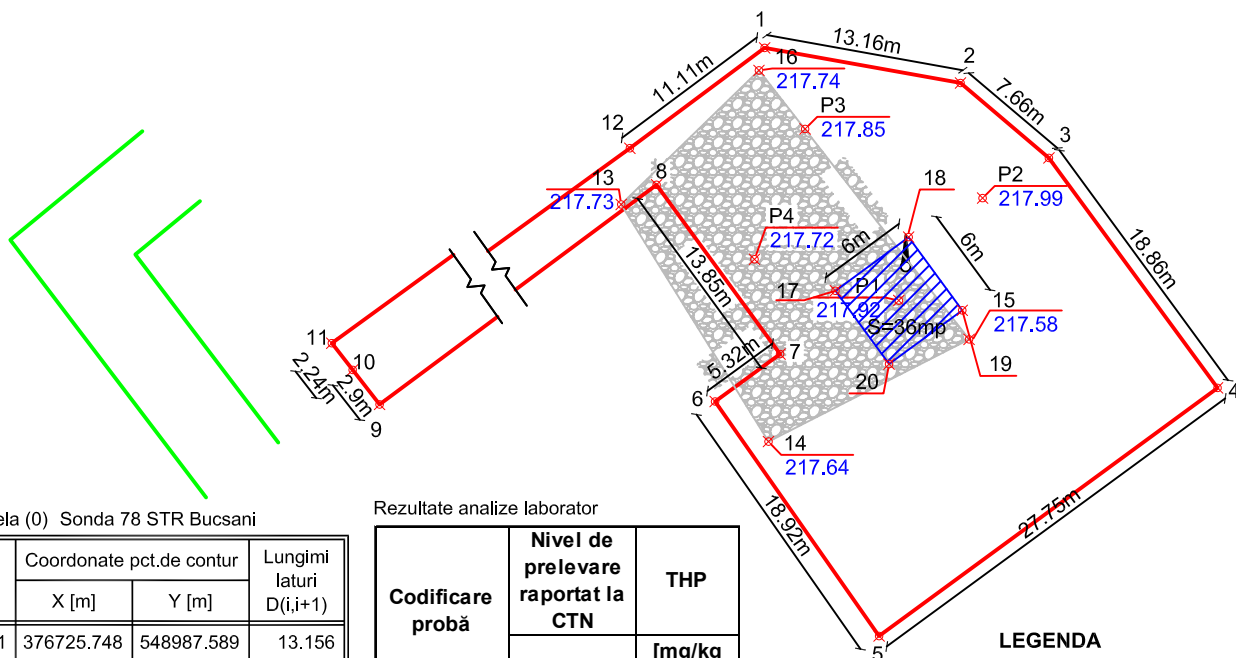 1
13.16m
2
16
217.74
11.11m
7.66m
P3
217.85
3
12
8
13
217.73
18
P2
217.99
P4
217.72
6m
6m
18.86m
13.85m
17
P1
217.92
15
217.58
S=36mp
11
10
2.24m
2.9m
9
5.32m
7
19
20
4
6
14
217.64
18.92m
27.75m
5
ela (0) Sonda 78 STR Bucsani
Coordonate pct.de contur
Lungimi
laturi
D(i,i+1)
X [m]
Y [m]
1
376725.748
548987.589
13.156
Rezultate analize laborator
Codificare
probă
Nivel de
prelevare
raportat la
CTN
THP
[mg/kg
LEGENDA